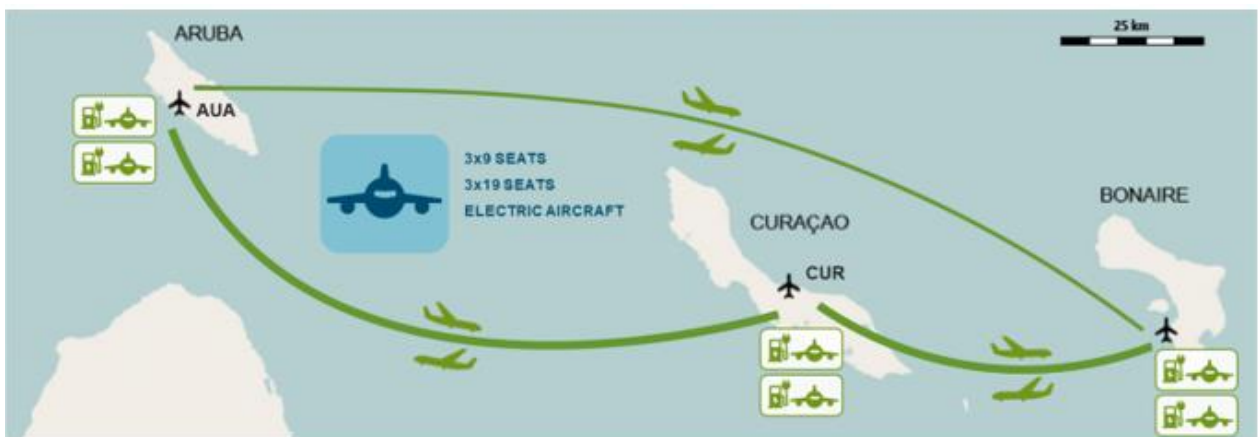 25 km
ARUBA
AUA
3x9 SEATS
3x19 SEATS
ELECTRIC AIRCRAFT
BONAIRE
CURAÇAO
CUR